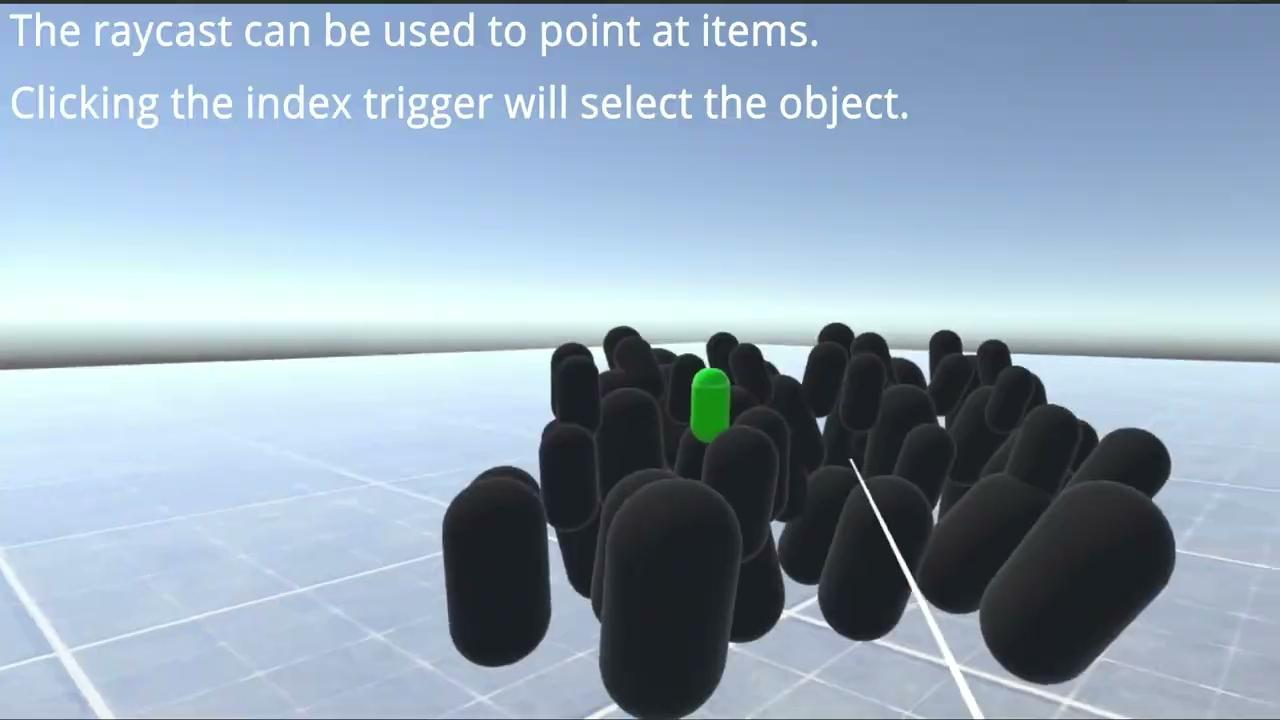 The raycast can be used to point at items.
Clicking the index trigger will select the object.